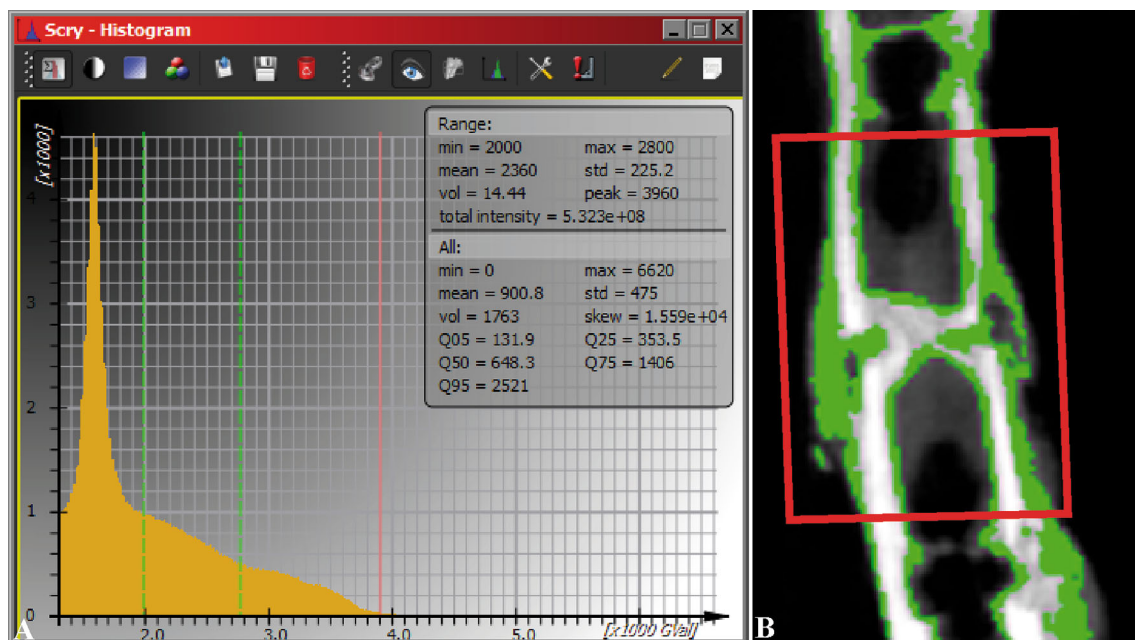 Scry - Histogram
[x1000]
4
3
2
1
0
2.0
3.0
4.0
5.0
[x1000 GVal]
Range:
min = 2000 max = 2800
mean = 2360 std = 225.2
vol = 14.44 peak = 3960
total intensity = 5.323e+08
All:
min = 0 max = 6620
mean = 900.8 std = 475
vol = 1763 skew = 1.559e+04
Q05 = 131.9 Q25 = 353.5
Q50 = 648.3 Q75 = 1406
Q95 = 2521
A
B